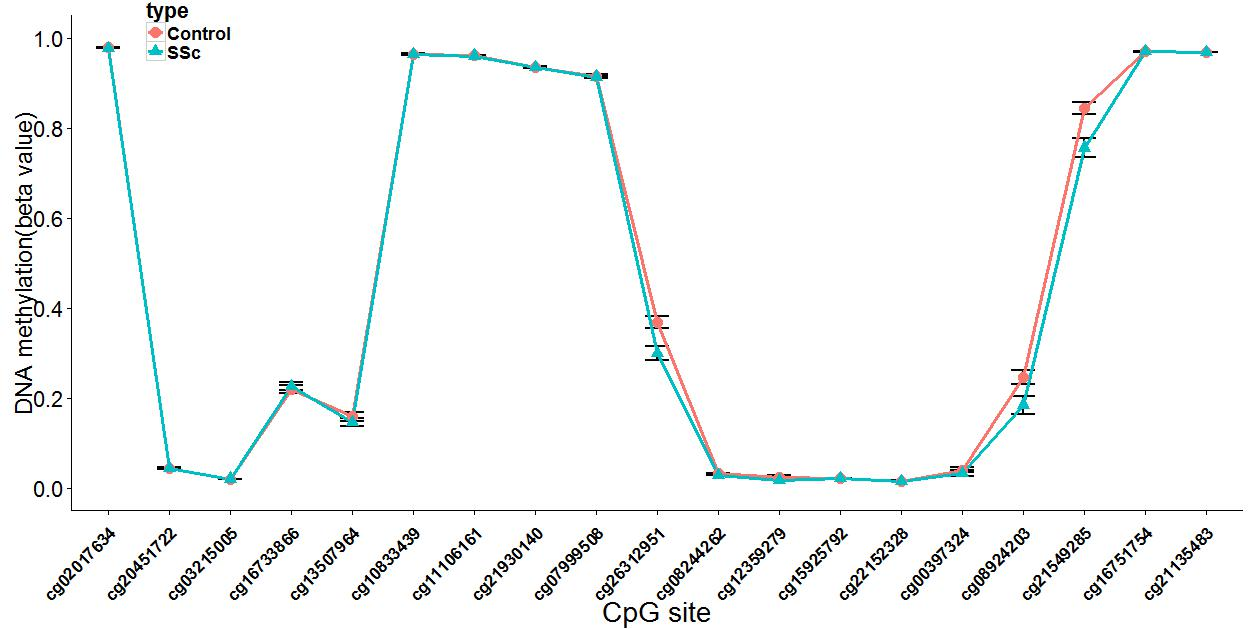 type
Control
SSc
DNA methylation(beta value)
1.0
0.8
0.6
0.4
0.2
0.0
cg02017634
cg20451722
cg03215005
cg16733866
cg13507964
cg10833439
cg11106161
cg21930140
cg07999508
cg26312951
cg08244262
cg12359279
cg15925792
cg22152328
cg00397324
cg08924203
cg21549285
cg16751754
cg21135483
CpG site